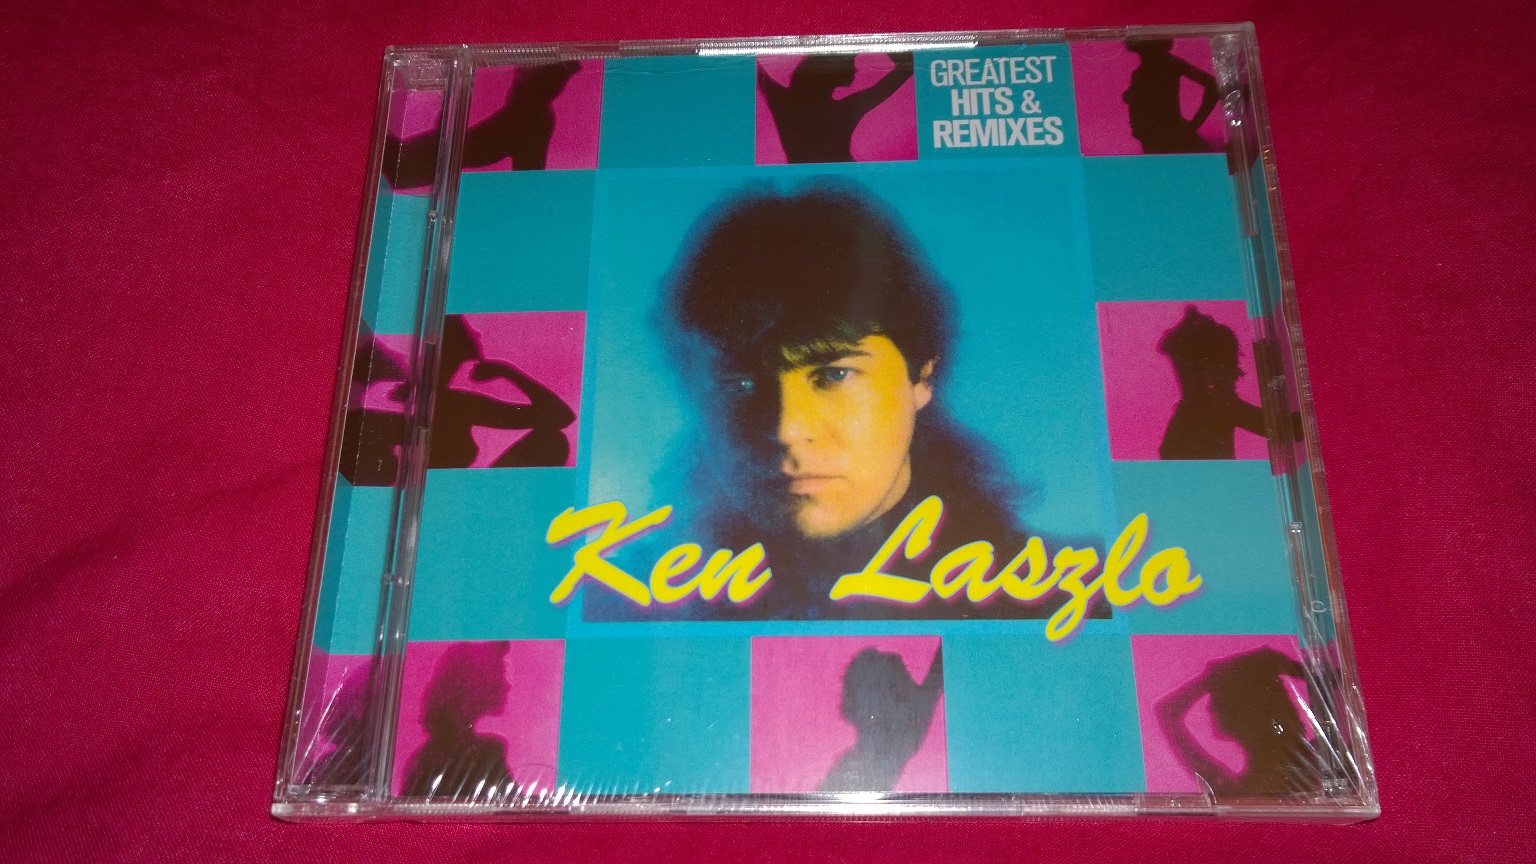 GREATEST
HITS &
REMIXES
Ken Laszlo